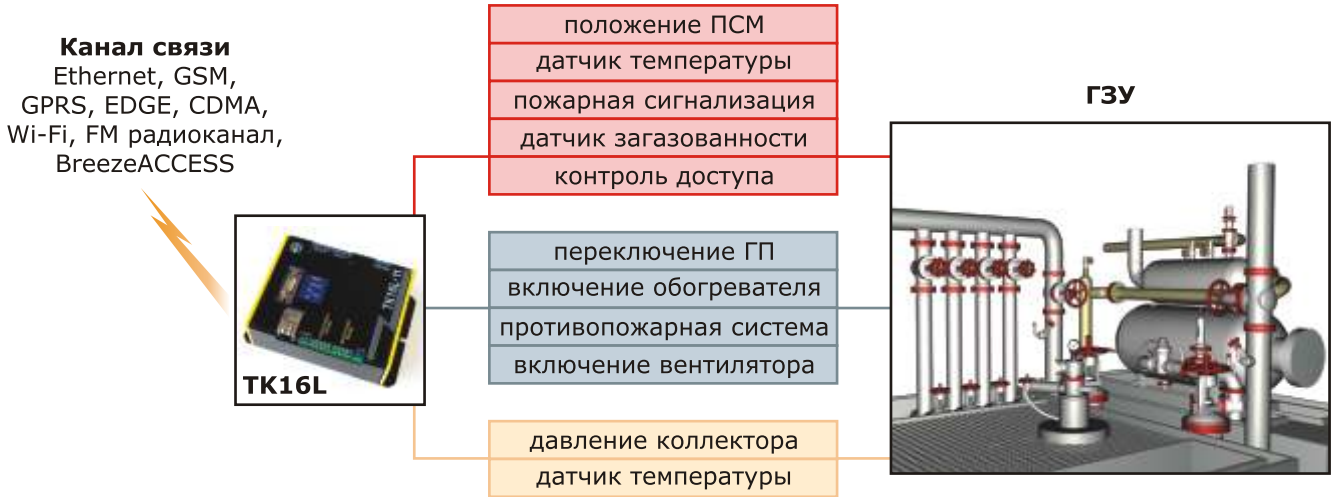 Канал связи
Ethernet, GSM,
GPRS, EDGE, CDMA,
Wi-Fi, FM радиоканал,
BreezeACCESS
TK16L
положение ПСМ
датчик температуры
пожарная сигнализация
датчик загазованности
контроль доступа
переключение ГП
включение обогревателя
противопожарная система
включение вентилятора
давление коллектора
датчик температуры
ГЗУ